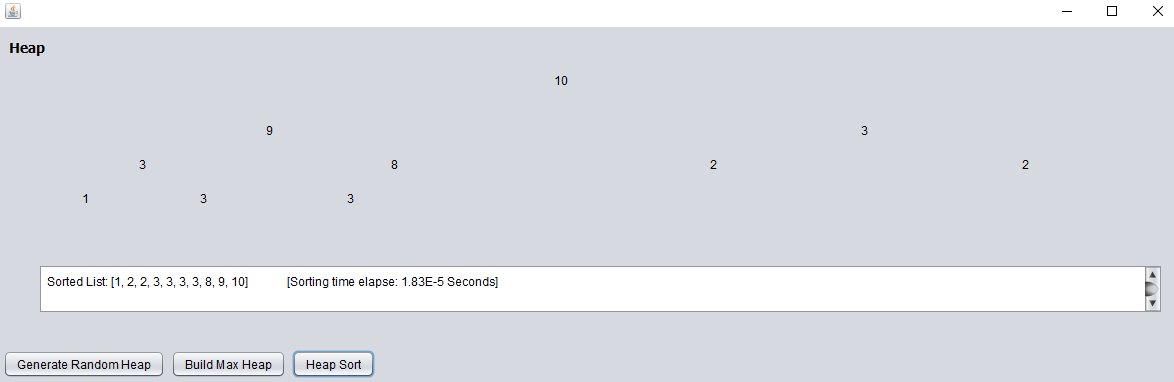 Heap
10
9 3
3 8 2 2
1 3 3
Sorted List: [1, 2, 2, 3, 3, 3, 3, 8, 9, 10] [Sorting time elapse: 1.83E-5 Seconds]
Generate Random Heap Build Max Heap Heap Sort